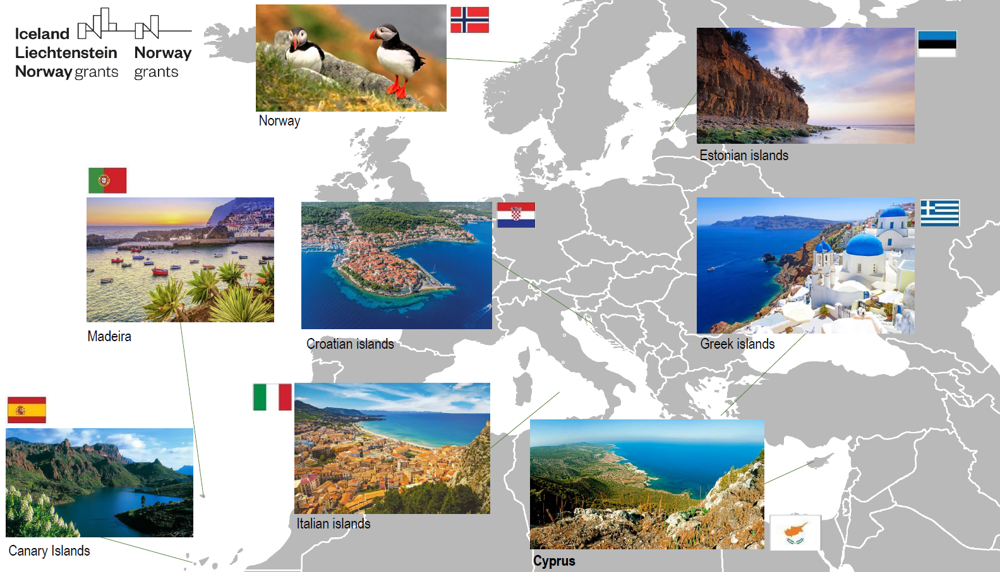 Iceland
Liechtenstein
Norway grants
Norway
grants
Norway
Estonian islands
Madeira
Croatian islands
Greek islands
Canary Islands
Italian islands
Cyprus